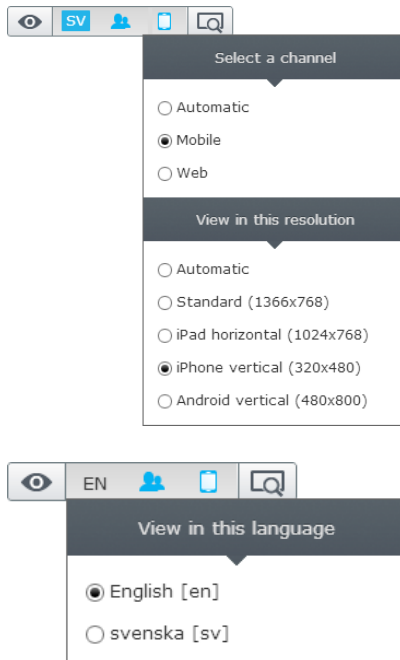 SV
Select a channel
Automatic
Mobile
Web
View in this resolution
Automatic
Standard (1366x768)
iPad horizontal (1024x768)
iPhone vertical (320x480)
Android vertical (480x800)
EN
View in this language
English [en]
svenska [sv]